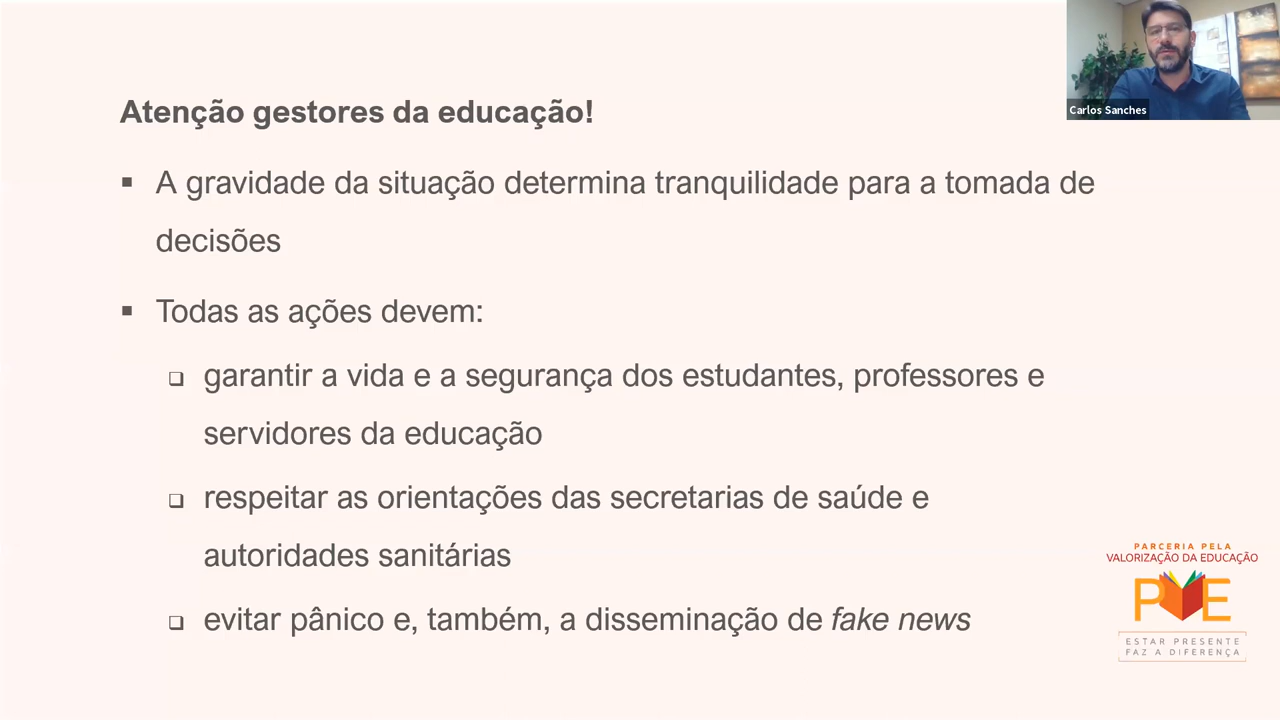 Carlos Sanches
Atenção gestores da educação!
▪ A gravidade da situação determina tranquilidade para a tomada de
decisões
▪ Todas as ações devem:
❑ garantir a vida e a segurança dos estudantes, professores e
servidores da educação
❑ respeitar as orientações das secretarias de saúde e
autoridades sanitárias
❑ evitar pânico e, também, a disseminação de fake news
PARCERIA PELA
VALORIZAÇÃO DA EDUCAÇÃO
PVE
ESTAR PRESENTE
FAZ A DIFERENÇA